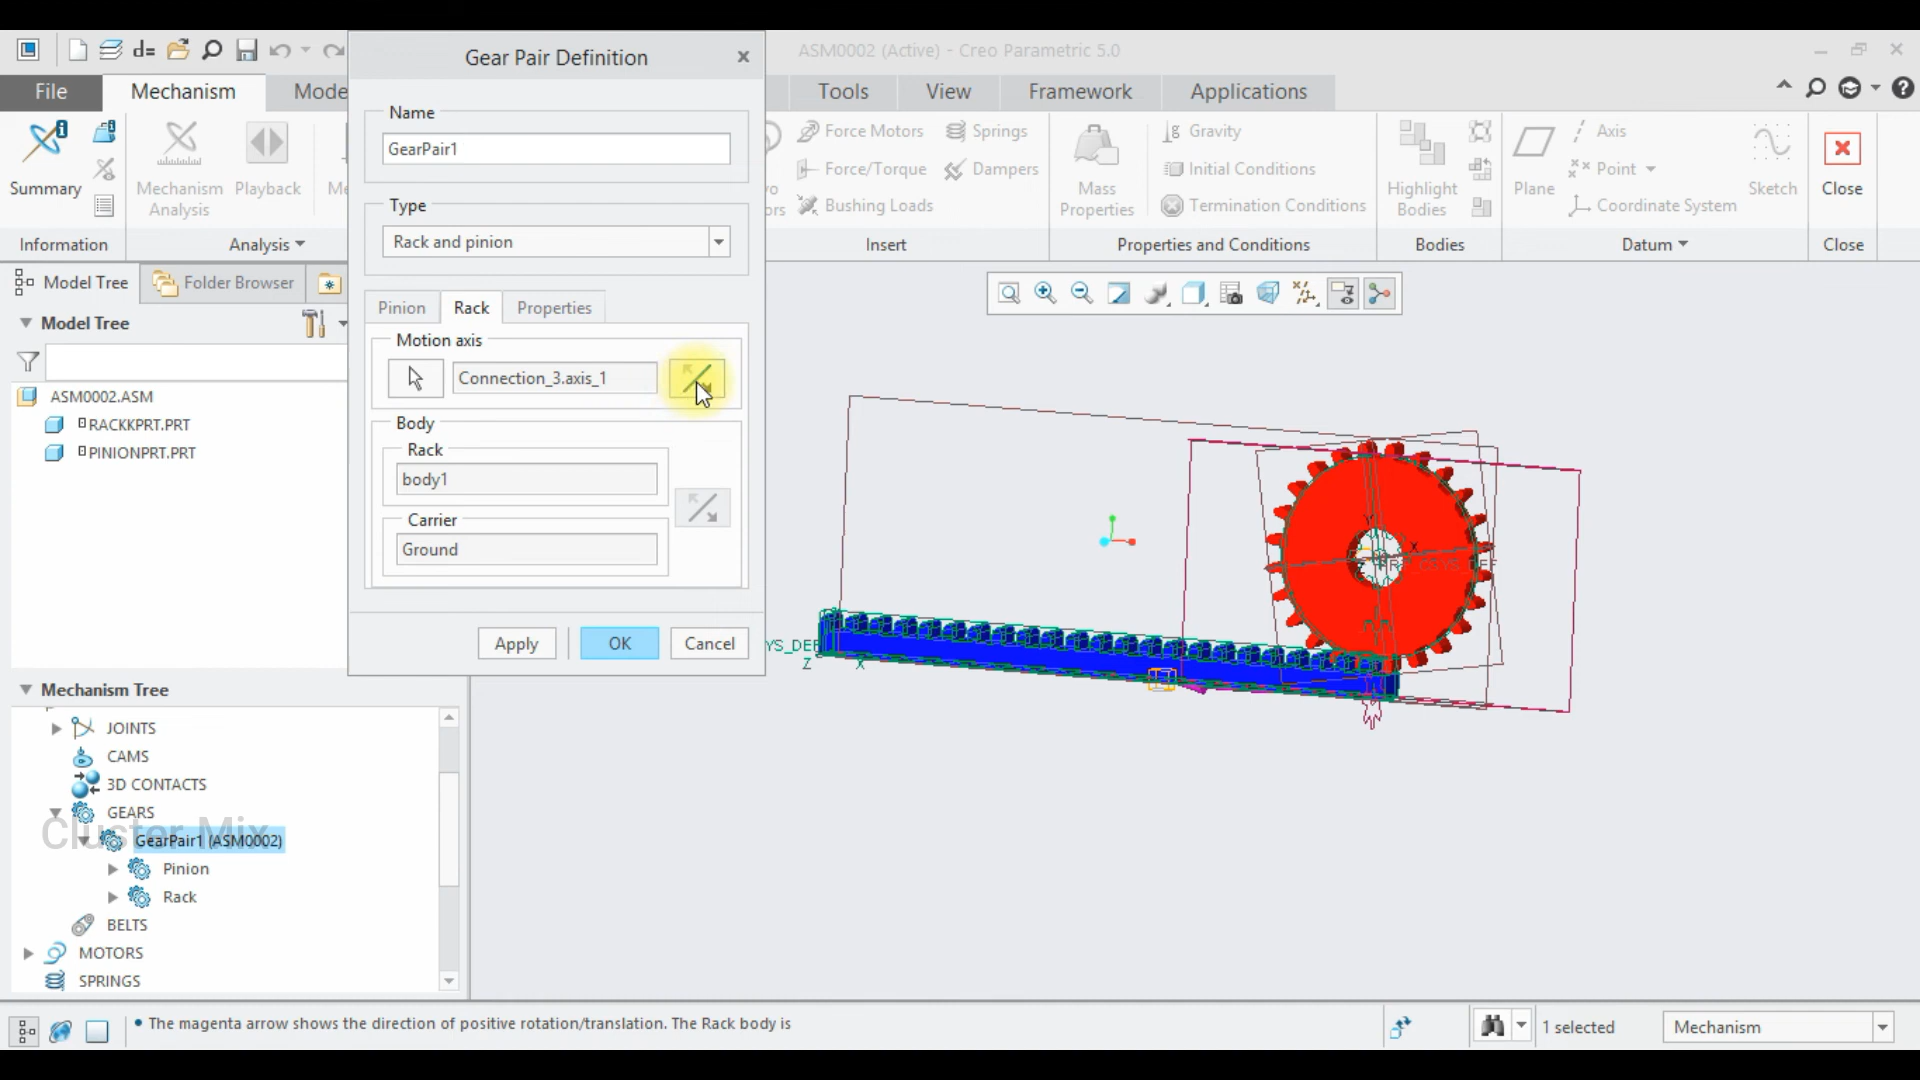 d=
Gear Pair Definition
ASM0002 (Active) - Creo Parametric 5.0
File
Mechanism
Mode
Tools
View
Framework
Applications
Name
GearPair1
Type
Rack and pinion
Summary
Mechanism
Analysis
Playback
Me
Information
Analysis
vo
ors
Force Motors
Springs
Force/Torque
Dampers
Bushing Loads
Insert
Mass
Properties
Gravity
Initial Conditions
Termination Conditions
Properties and Conditions
Highlight
Bodies
Bodies
Plane
Axis
Point
Coordinate System
Sketch
Datum
Close
Close
Model Tree
Folder Browser
Model Tree
ASM0002.ASM
RACKKPRT.PRT
PINIONPRT.PRT
Pinion
Rack
Properties
Motion axis
Connection_3.axis_1
Body
Rack
body1
Carrier
Ground
Apply
OK
Cancel
YS_DEF
Z
X
Y
X
Z
Mechanism Tree
JOINTS
CAMS
3D CONTACTS
GEARS
Cluster Mix
GearPair1 (ASM0002)
Pinion
Rack
BELTS
MOTORS
SPRINGS
The magenta arrow shows the direction of positive rotation/translation. The Rack body is
1 selected
Mechanism